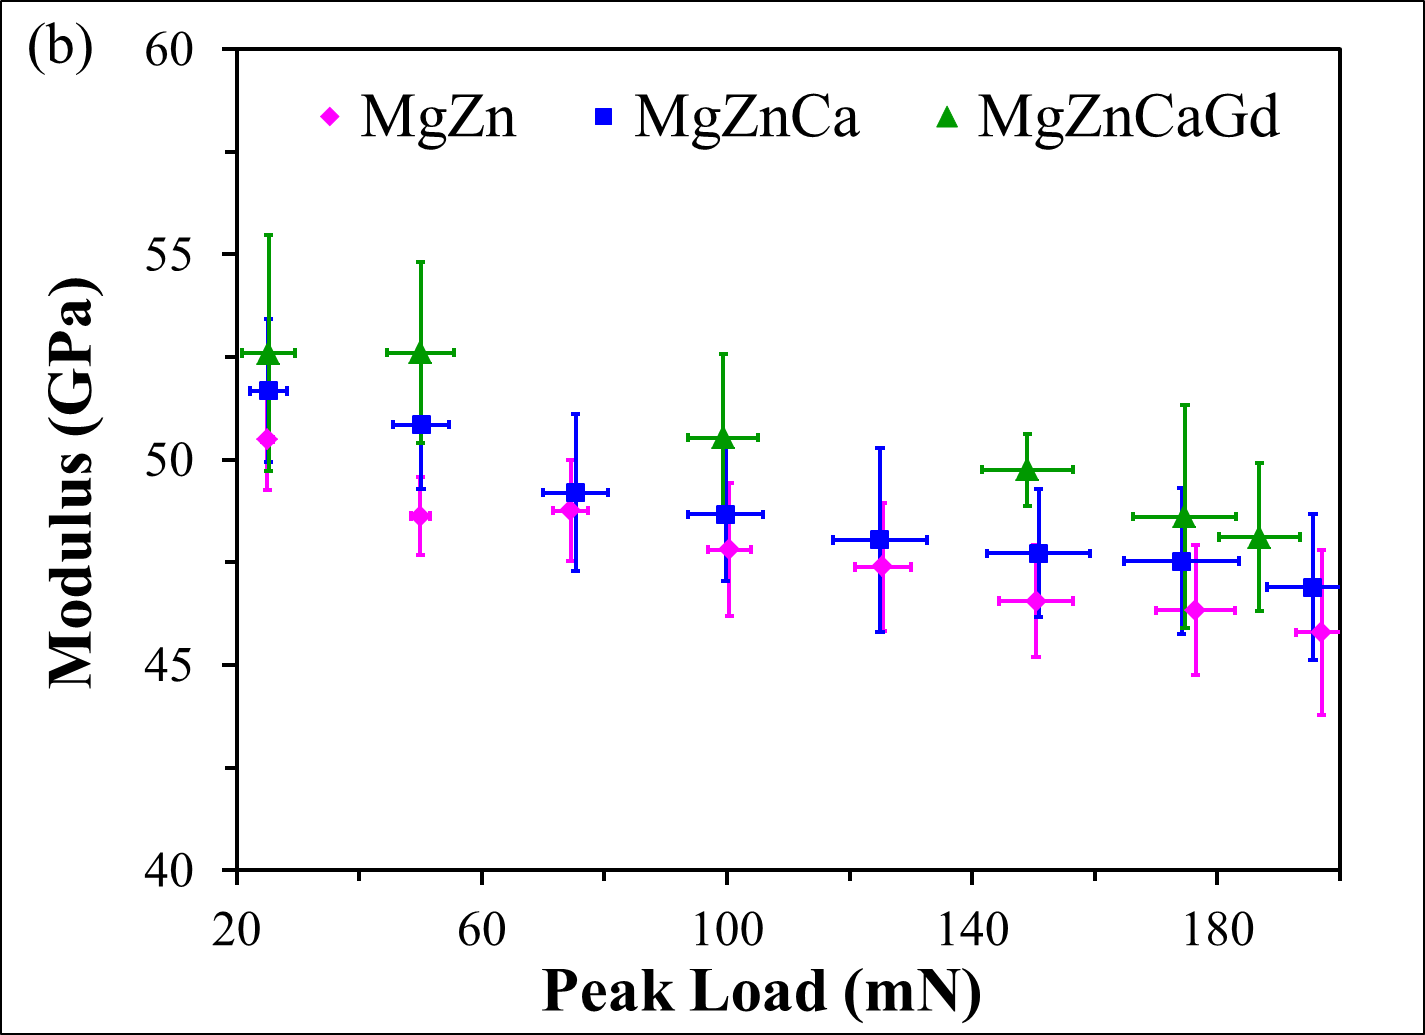 (b)
60
MgZn MgZnCa MgZnCaGd
55
50
45
40
Modulus (GPa)
20 60 100 140 180
Peak Load (mN)